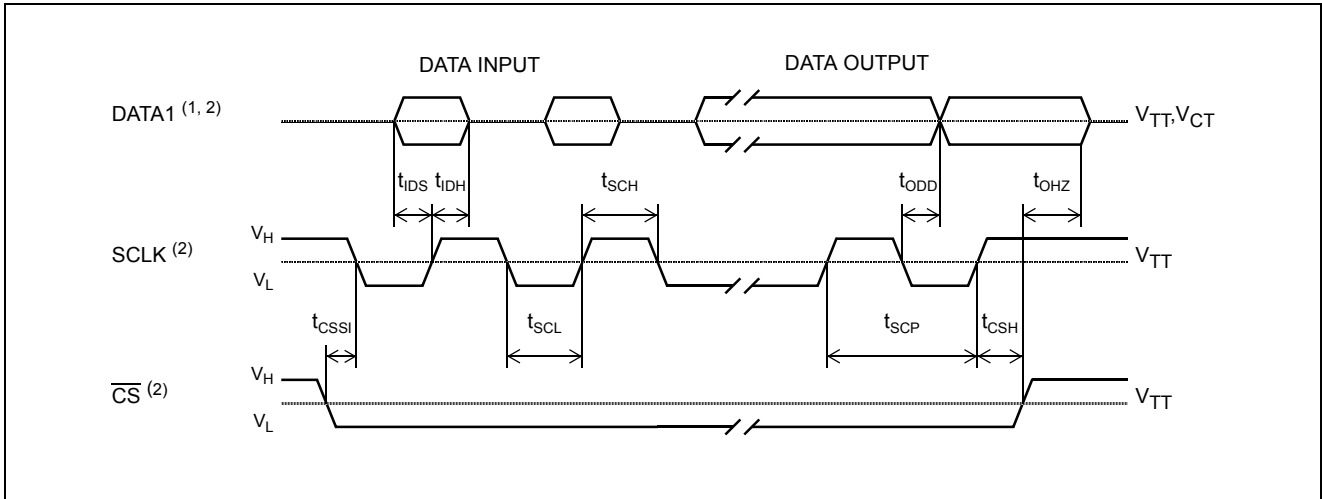 DATA INPUT DATA OUTPUT
DATA1 (1, 2) VTT,VCT
tIDS tIDH tSCH tODD tOHZ
VH
SCLK (2) VTT
VL
tCSSI tSCL tSCP tCSH
VH
CS (2) VTT
VL